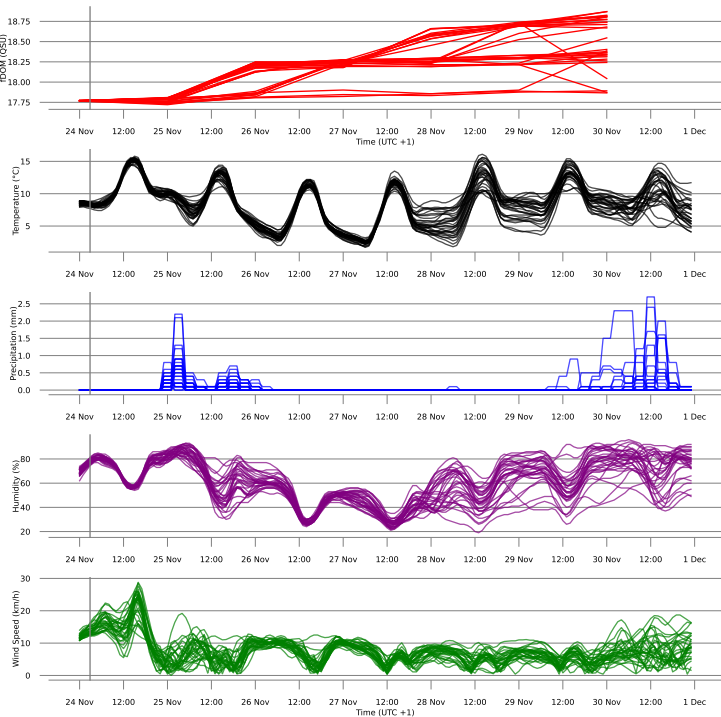 fDOM (QSU)
18.75
18.50
18.25
18.00
17.75
24 Nov 12:00 25 Nov 12:00 26 Nov 12:00 27 Nov 12:00 28 Nov 12:00 29 Nov 12:00 30 Nov 12:00 1 Dec
Time (UTC +1)
Temperature (°C)
15
10
5
24 Nov 12:00 25 Nov 12:00 26 Nov 12:00 27 Nov 12:00 28 Nov 12:00 29 Nov 12:00 30 Nov 12:00 1 Dec
Precipitation (mm)
2.5
2.0
1.5
1.0
0.5
0.0
24 Nov 12:00 25 Nov 12:00 26 Nov 12:00 27 Nov 12:00 28 Nov 12:00 29 Nov 12:00 30 Nov 12:00 1 Dec
Humidity (%)
80
60
40
20
24 Nov 12:00 25 Nov 12:00 26 Nov 12:00 27 Nov 12:00 28 Nov 12:00 29 Nov 12:00 30 Nov 12:00 1 Dec
Wind Speed (km/h)
30
20
10
0
24 Nov 12:00 25 Nov 12:00 26 Nov 12:00 27 Nov 12:00 28 Nov 12:00 29 Nov 12:00 30 Nov 12:00 1 Dec
Time (UTC +1)